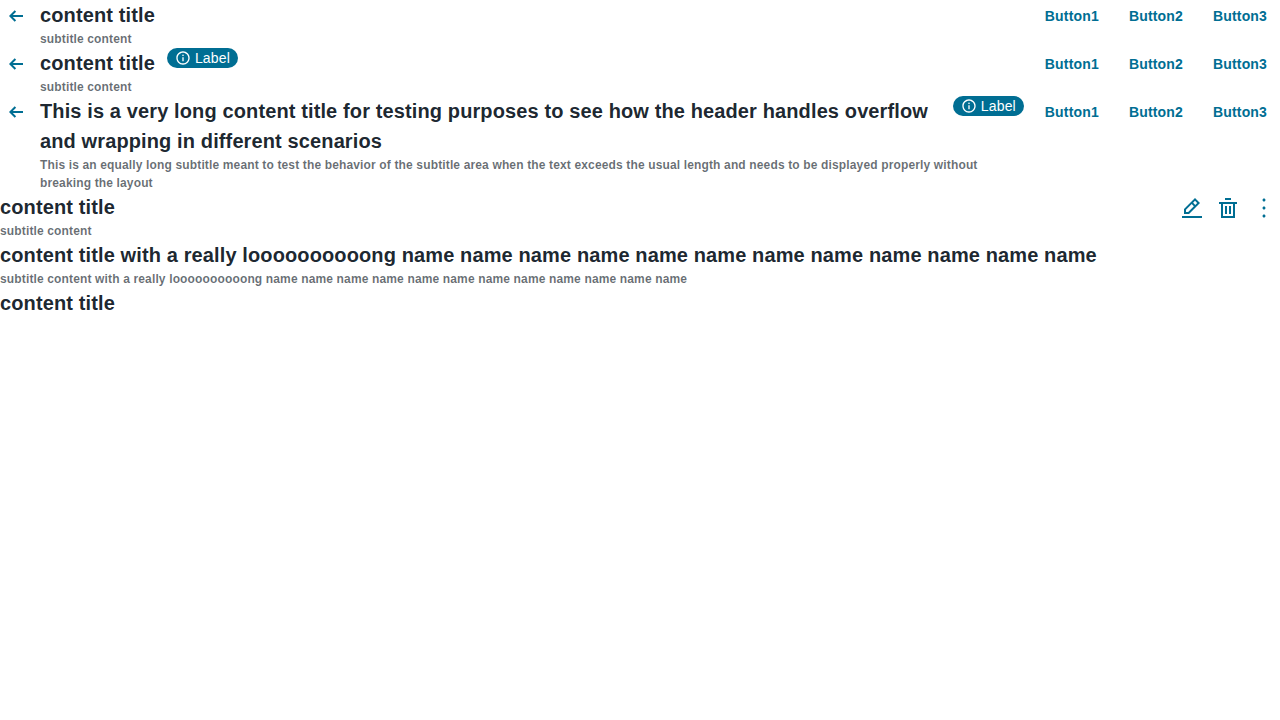 content title Button1 Button2 Button3
subtitle content
content title Label Button1 Button2 Button3
subtitle content
This is a very long content title for testing purposes to see how the header handles overflow Label Button1 Button2 Button3
and wrapping in different scenarios
This is an equally long subtitle meant to test the behavior of the subtitle area when the text exceeds the usual length and needs to be displayed properly without
breaking the layout
content title
subtitle content
content title with a really loooooooooong name name name name name name name name name name name name
subtitle content with a really loooooooooong name name name name name name name name name name name name
content title